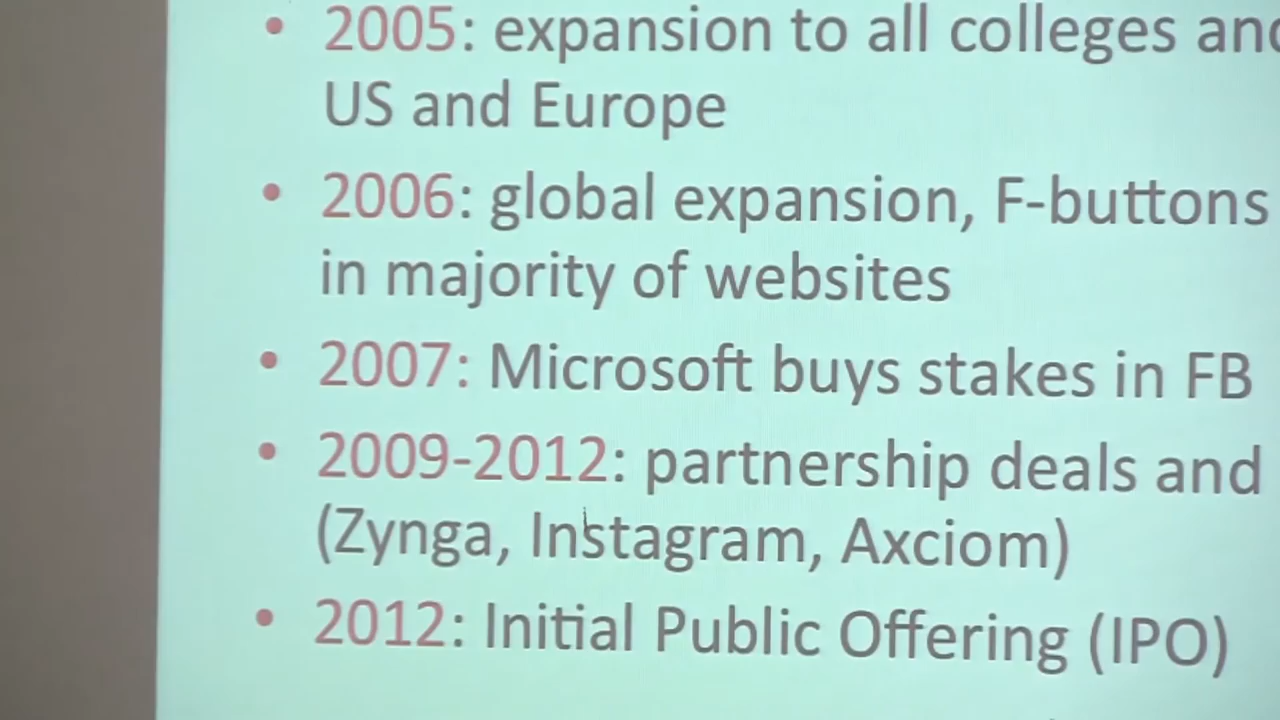 • 2005: expansion to all colleges and
US and Europe
• 2006: global expansion, F-buttons
in majority of websites
• 2007: Microsoft buys stakes in FB
• 2009-2012: partnership deals and
(Zynga, Instagram, Axciom)
• 2012: Initial Public Offering (IPO)